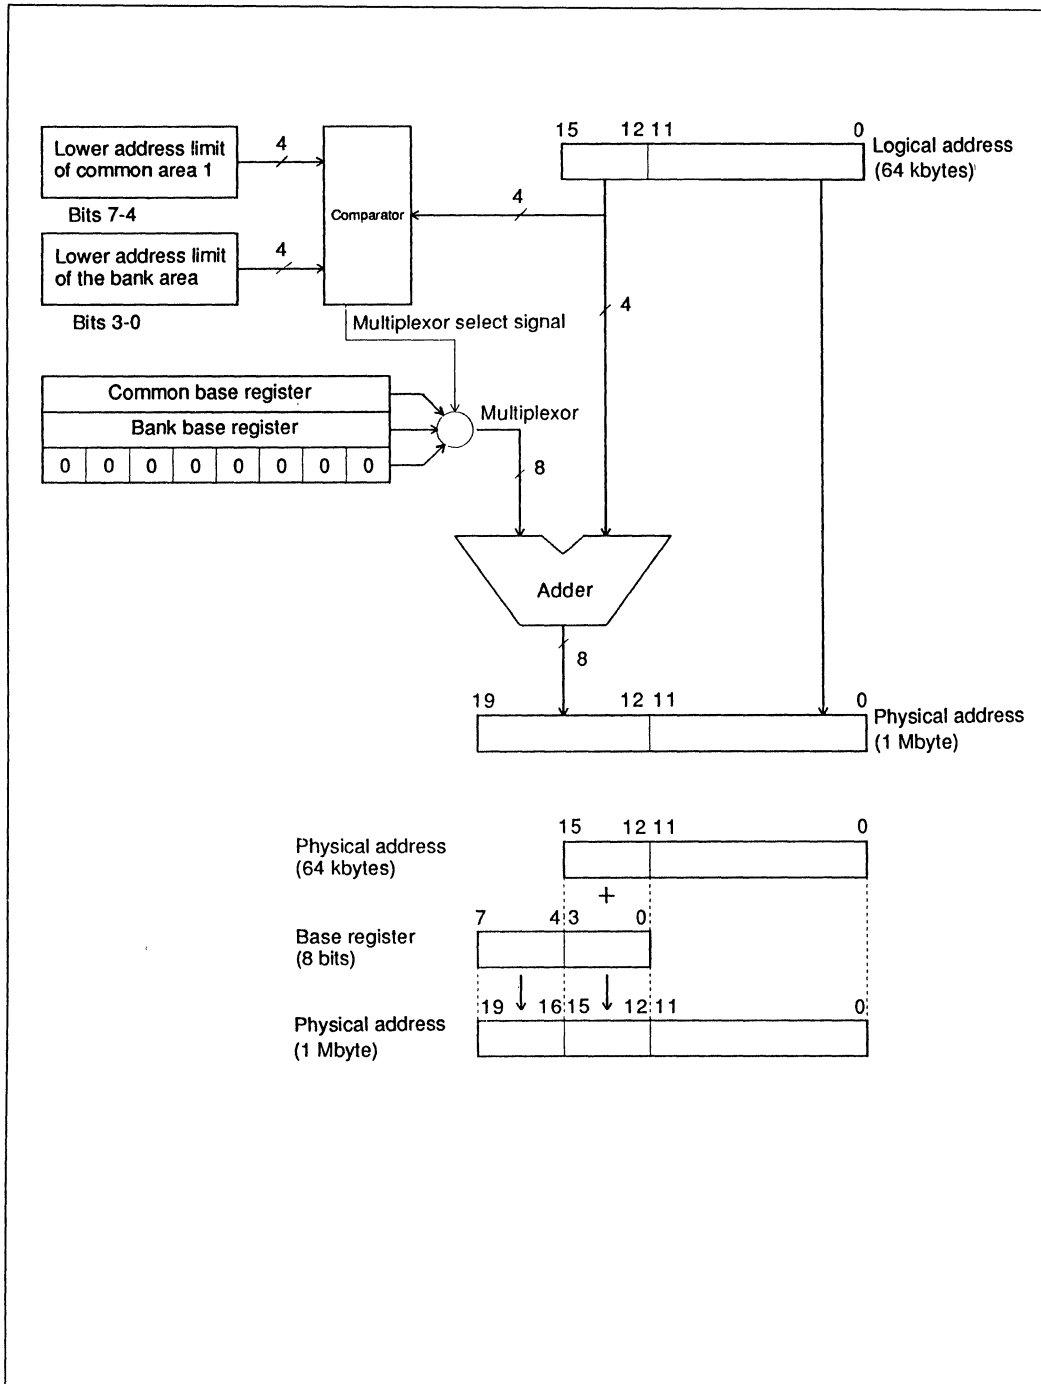 15 12 11 0
Logical address
(64 kbytes)
Lower address limit
of common area 1
4
Bits 7-4
Comparator
4
Lower address limit
of the bank area
4
Bits 3-0
4
Multiplexor select signal
Common base register
Bank base register
0 0 0 0 0 0 0 0
Multiplexor
8
Adder
8
19 12 11 0
Physical address
(1 Mbyte)
15 12 11 0
Physical address
(64 kbytes)
+
7 4 3 0
Base register
(8 bits)
19 16 15 12 11 0
Physical address
(1 Mbyte)